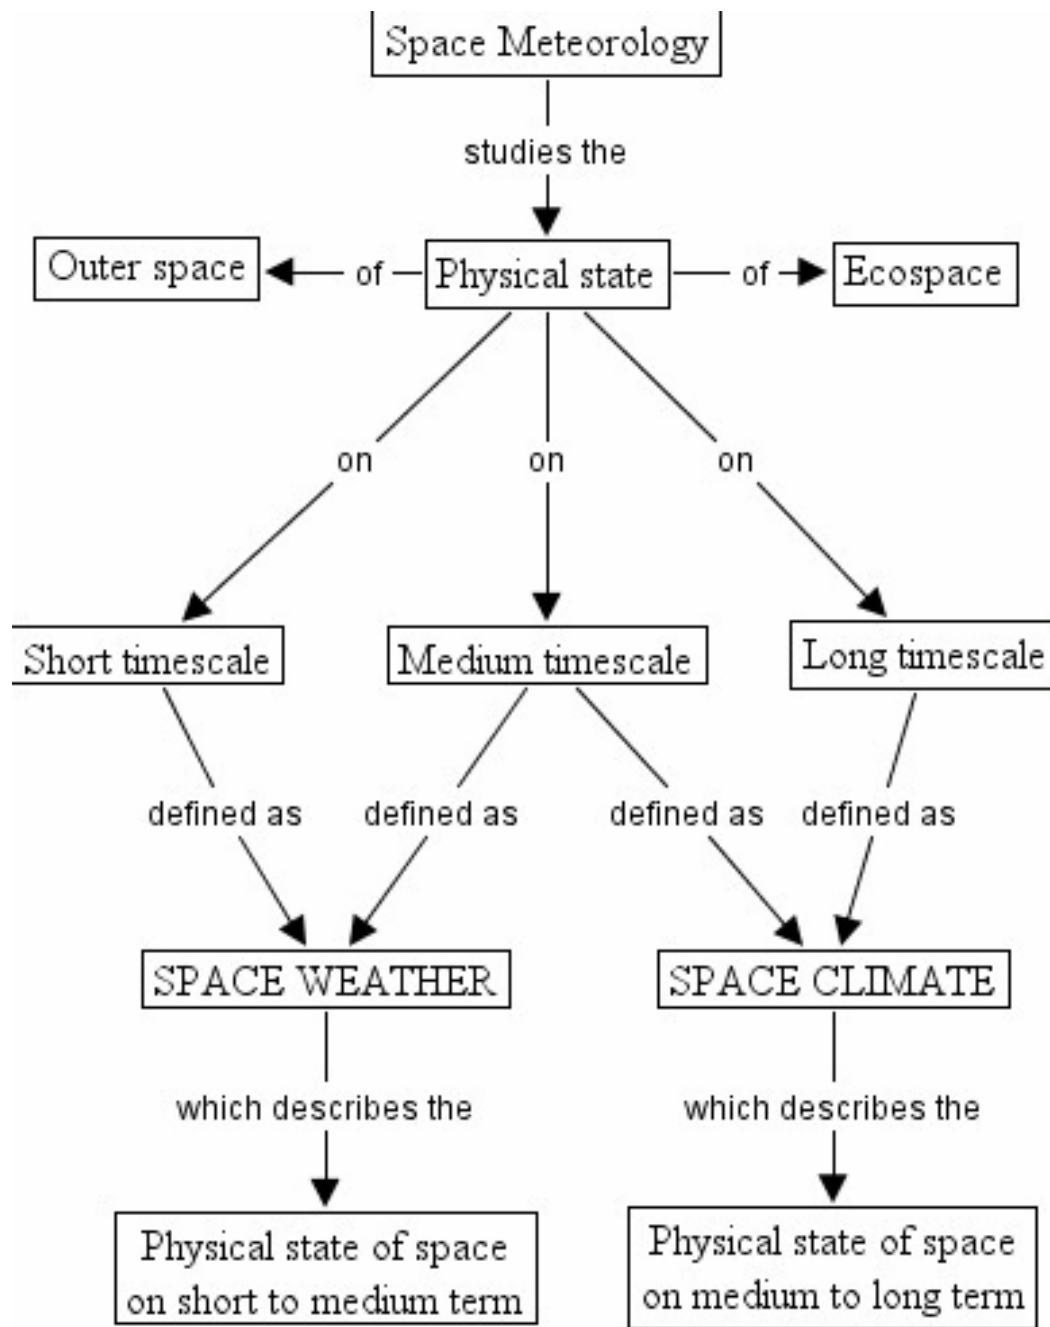 Space Meteorology
studies the
Outer space
of
Physical state
of
Ecospace
on
on
on
Short timescale
Medium timescale
Long timescale
defined as
defined as
defined as
defined as
SPACE WEATHER
SPACE CLIMATE
which describes the
which describes the
Physical state of space
on short to medium term
Physical state of space
on medium to long term